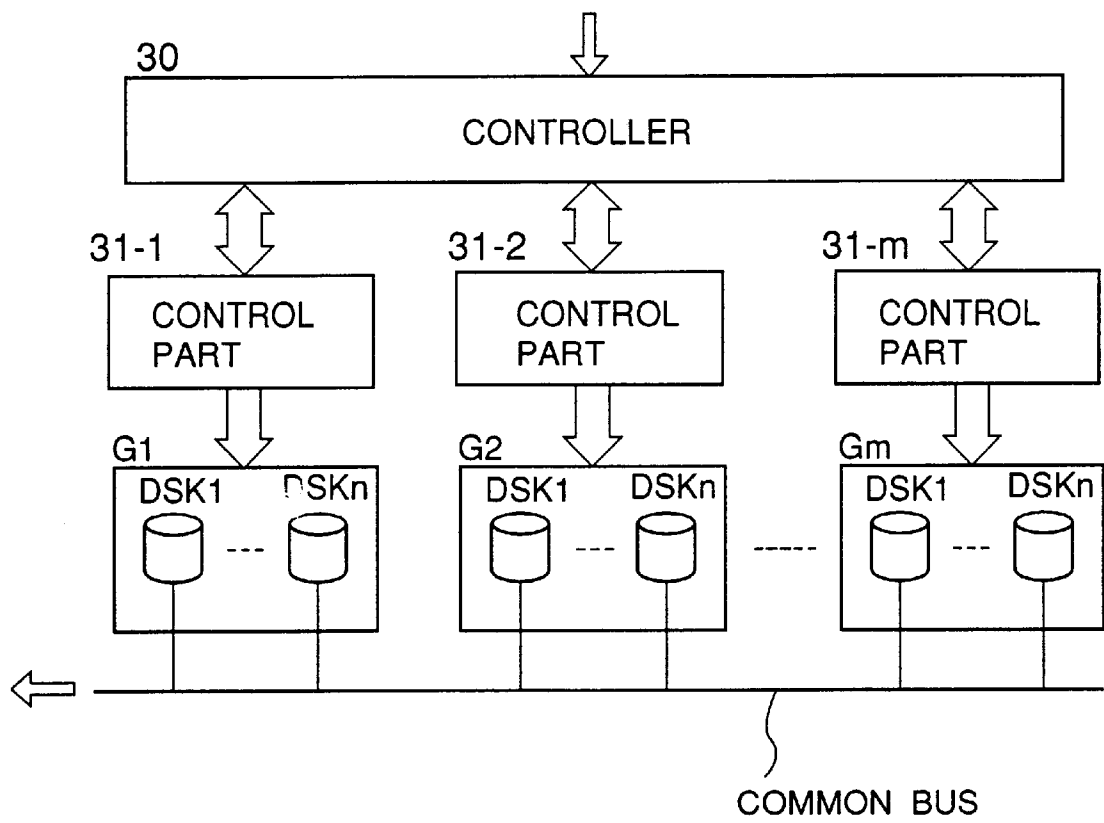 30
CONTROLLER
31-1
31-2
31-m
CONTROL
PART
CONTROL
PART
CONTROL
PART
G1
G2
Gm
DSK1
DSKn
DSK1
DSKn
DSK1
DSKn
COMMON BUS